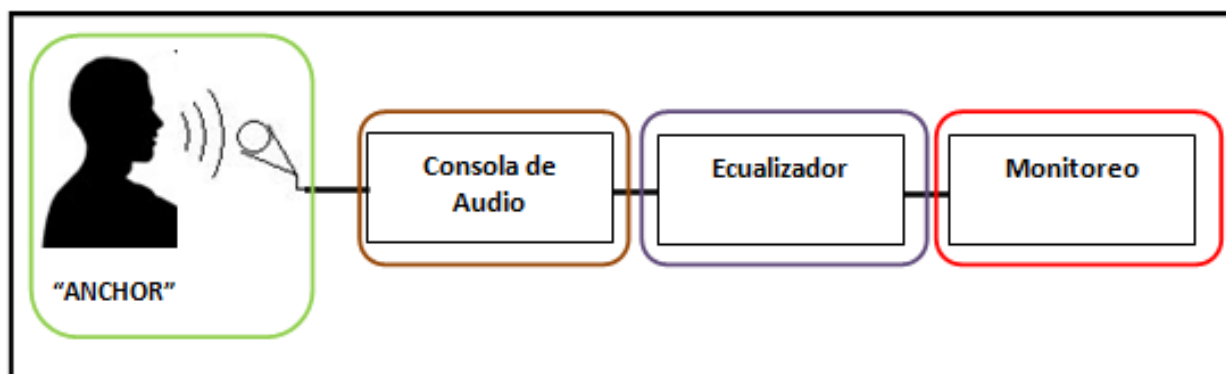 “ANCHOR”
Consola de
Audio
Ecualizador
Monitoreo